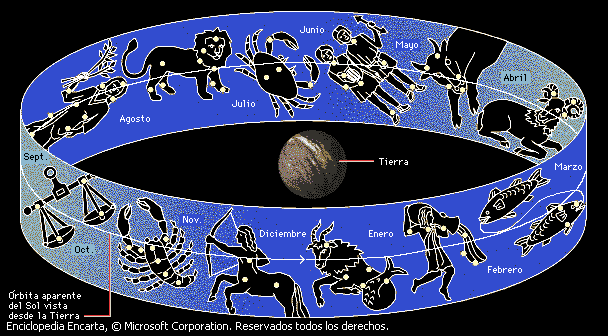 Junio
Mayo
Abril
Julio
Agosto
Tierra
Sept.
Marzo
Nov.
Diciembre
Enero
Oct.
Febrero
Órbita aparente
del Sol vista
desde la Tierra
Enciclopedia Encarta, © Microsoft Corporation. Reservados todos los derechos.